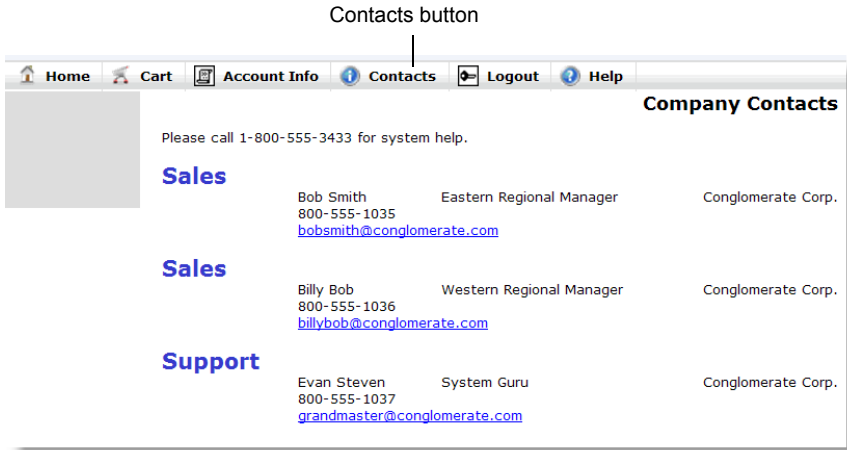 Contacts button
Home Cart Account Info Contacts Logout Help
Company Contacts
Please call 1-800-555-3433 for system help.
Sales
Bob Smith Eastern Regional Manager Conglomerate Corp.
800-555-1035
bobsmith@conglomerate.com
Sales
Billy Bob Western Regional Manager Conglomerate Corp.
800-555-1036
billybob@conglomerate.com
Support
Evan Steven System Guru Conglomerate Corp.
800-555-1037
grandmaster@conglomerate.com